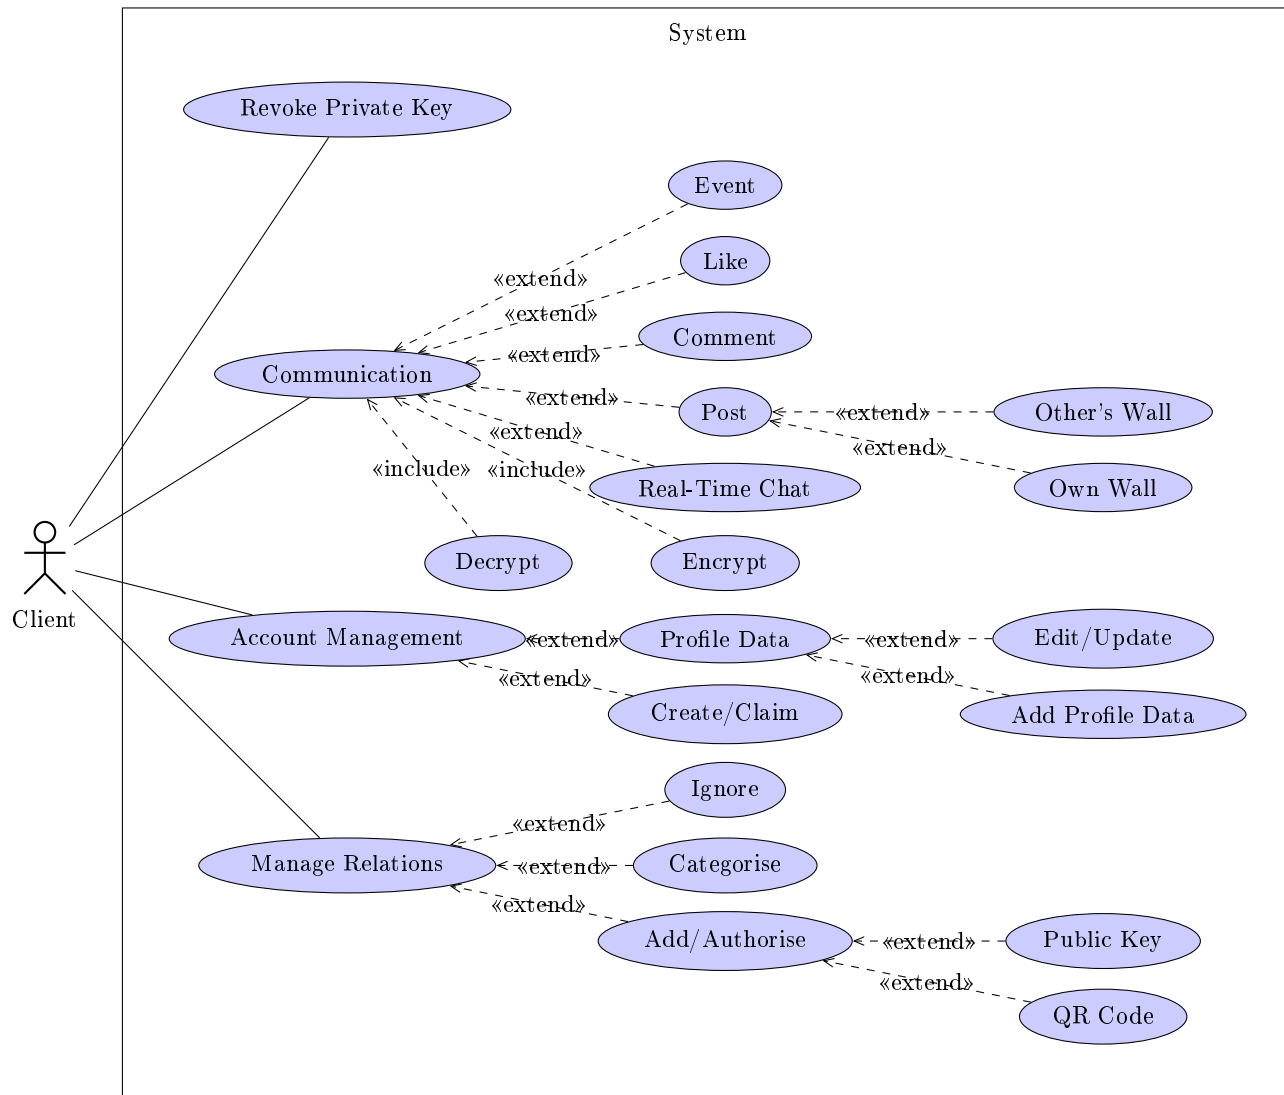 System
Revoke Private Key
Event
Like
«extend»
«extend»
Comment
«extend»
Communication
«extend»
Post
«extend»
Other's Wall
«extend»
«extend»
«include»
«include»
Real-Time Chat
Own Wall
Decrypt
Encrypt
Client
Account Management
«extend»
Profile Data
«extend»
Edit/Update
«extend»
«extend»
Create/Claim
Add Profile Data
Ignore
«extend»
Manage Relations
«extend»
Categorise
«extend»
Add/Authorise
«extend»
Public Key
«extend»
QR Code